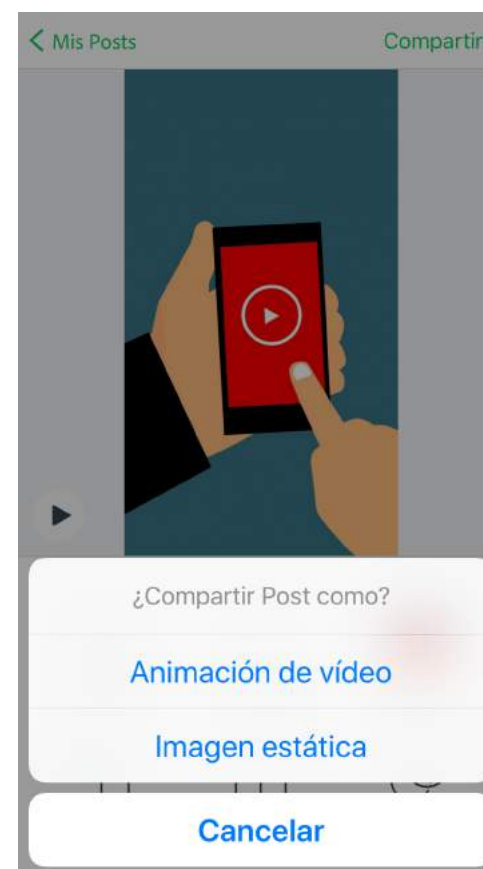 Mis Posts
Compartir
¿Compartir Post como?
Animación de vídeo
Imagen estática
Cancelar